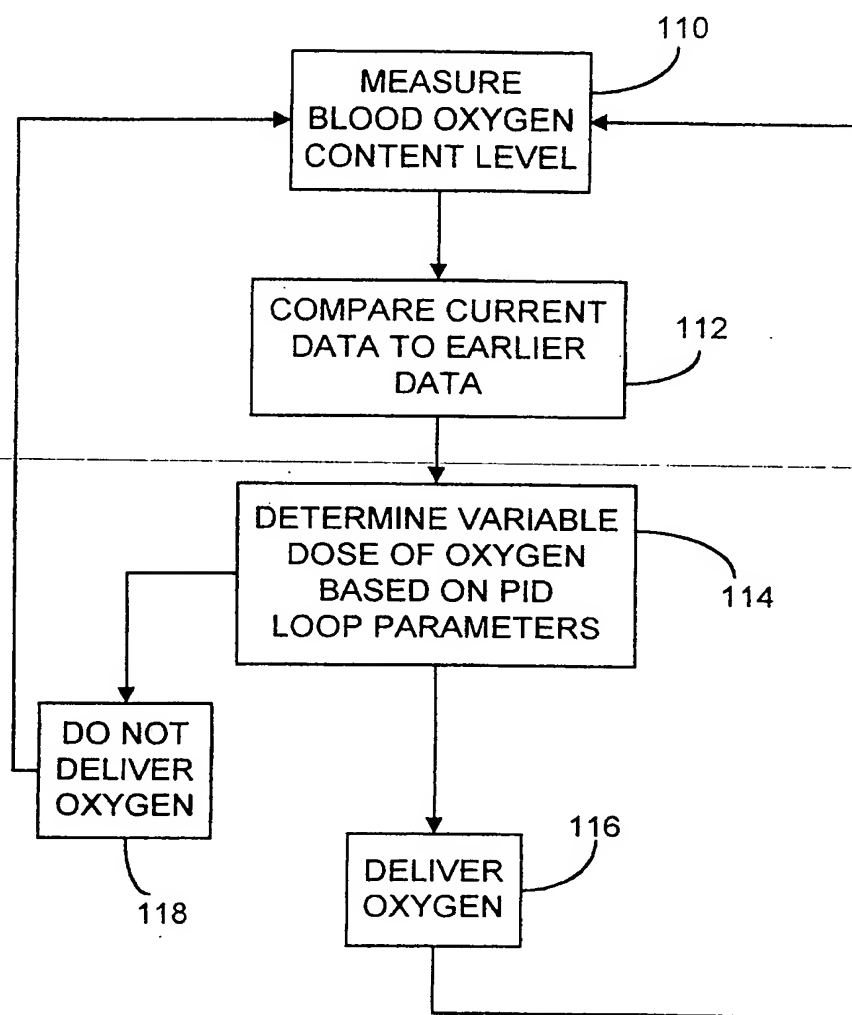 110
MEASURE
BLOOD OXYGEN
CONTENT LEVEL
COMPARE CURRENT
DATA TO EARLIER
DATA
112
DETERMINE VARIABLE
DOSE OF OXYGEN
BASED ON PID
LOOP PARAMETERS
114
DO NOT
DELIVER
OXYGEN
118
DELIVER
OXYGEN
116